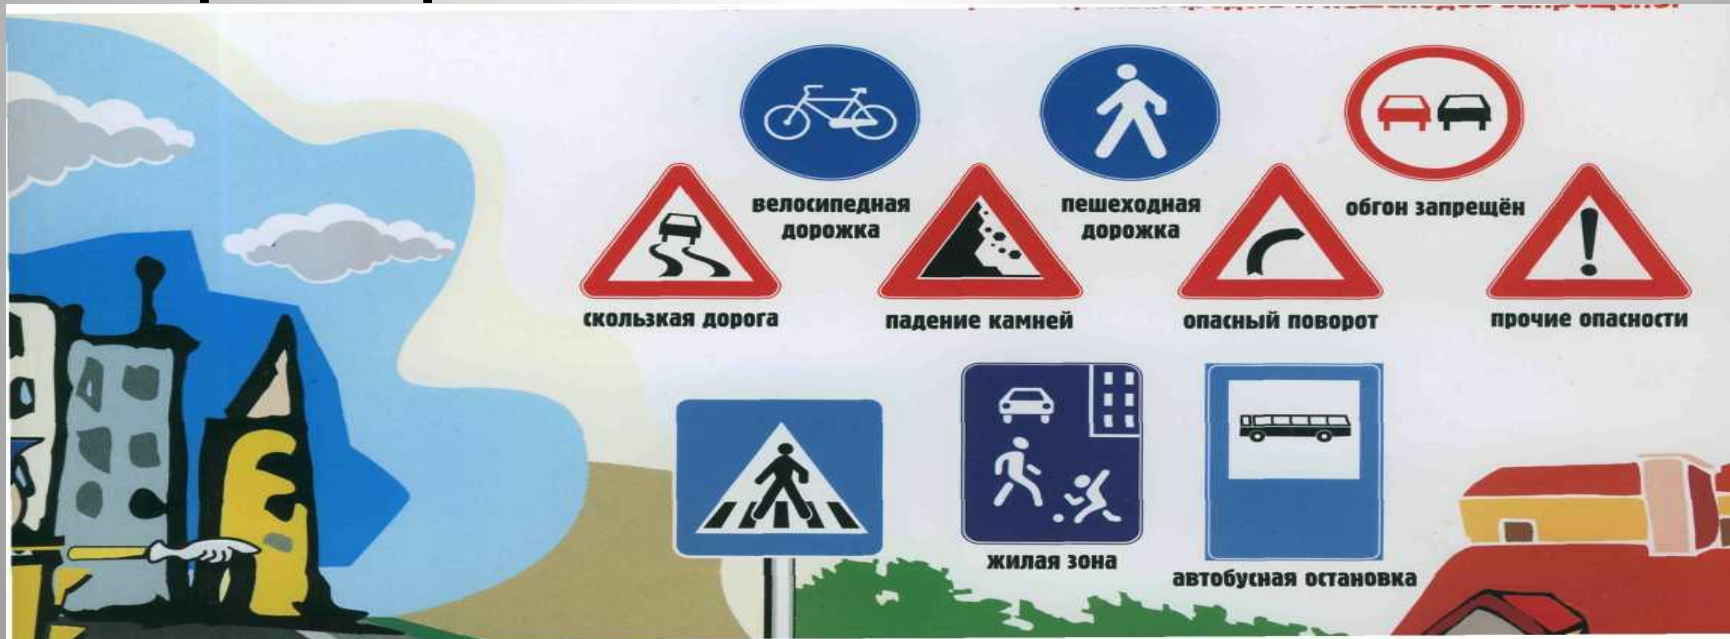 велосипедная
дорожка
пешеходная
дорожка
обгон запрещён
скользкая дорога
падение камней
опасный поворот
прочие опасности
жилая зона
автобусная остановка